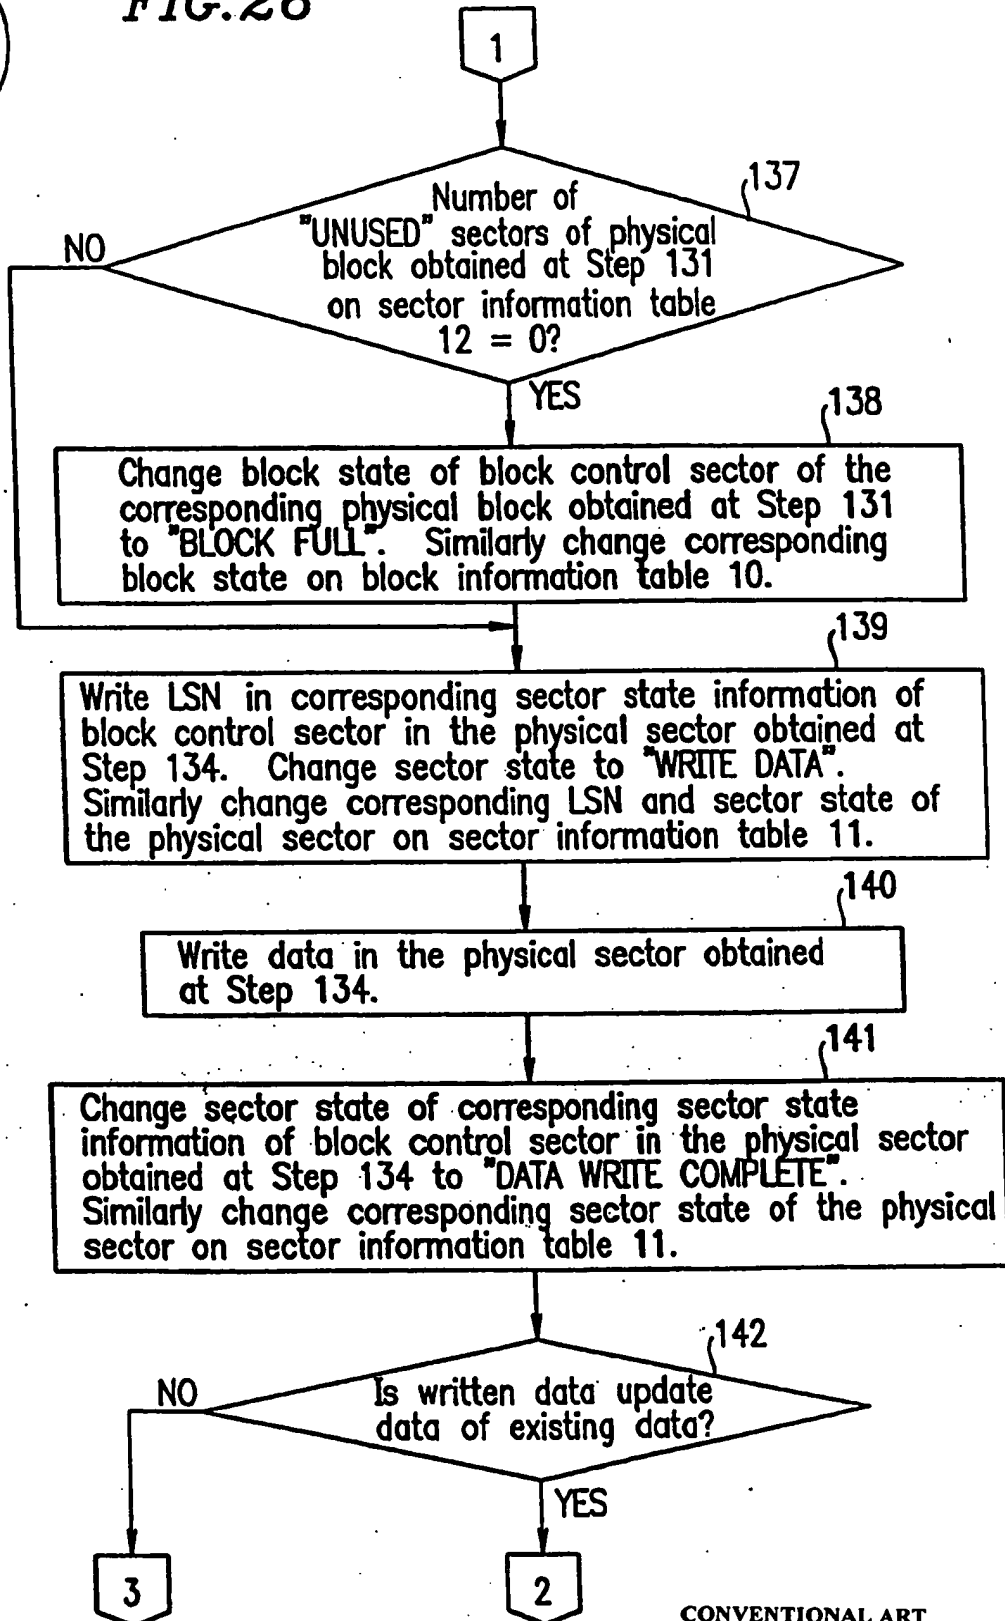 FIG. 26
1
137
Number of
"UNUSED" sectors of physical
block obtained at Step 131
on sector information table
12 = 0?
NO
YES
138
Change block state of block control sector of the
corresponding physical block obtained at Step 131
to "BLOCK FULL". Similarly change corresponding
block state on block information table 10.
139
Write LSN in corresponding sector state information of
block control sector in the physical sector obtained at
Step 134. Change sector state to "WRITE DATA".
Similarly change corresponding LSN and sector state of
the physical sector on sector information table 11.
140
Write data in the physical sector obtained
at Step 134.
141
Change sector state of corresponding sector state
information of block control sector in the physical sector
obtained at Step 134 to "DATA WRITE COMPLETE".
Similarly change corresponding sector state of the physical
sector on sector information table 11.
142
Is written data update
data of existing data?
NO
YES
3
2
CONVENTIONAL ART